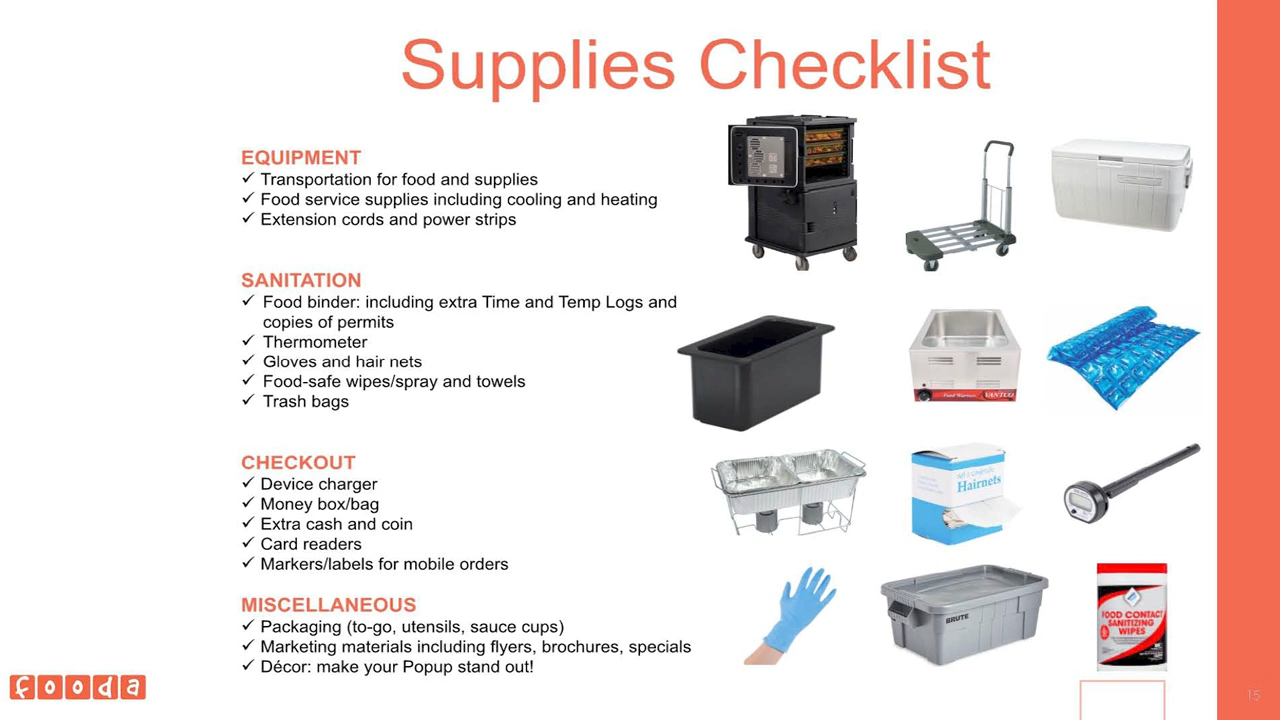 Supplies Checklist
EQUIPMENT
✓ Transportation for food and supplies
✓ Food service supplies including cooling and heating
✓ Extension cords and power strips
SANITATION
✓ Food binder: including extra Time and Temp Logs and
copies of permits
✓ Thermometer
✓ Gloves and hair nets
✓ Food-safe wipes/spray and towels
✓ Trash bags
CHECKOUT
✓ Device charger
✓ Money box/bag
✓ Extra cash and coin
✓ Card readers
✓ Markers/labels for mobile orders
MISCELLANEOUS
✓ Packaging (to-go, utensils, sauce cups)
✓ Marketing materials including flyers, brochures, specials
✓ Décor: make your Popup stand out!
Food Warmer AVANTCO
Hairnets
BRUTE
FOOD CONTACT
SANITIZING
WIPES
fooda
15